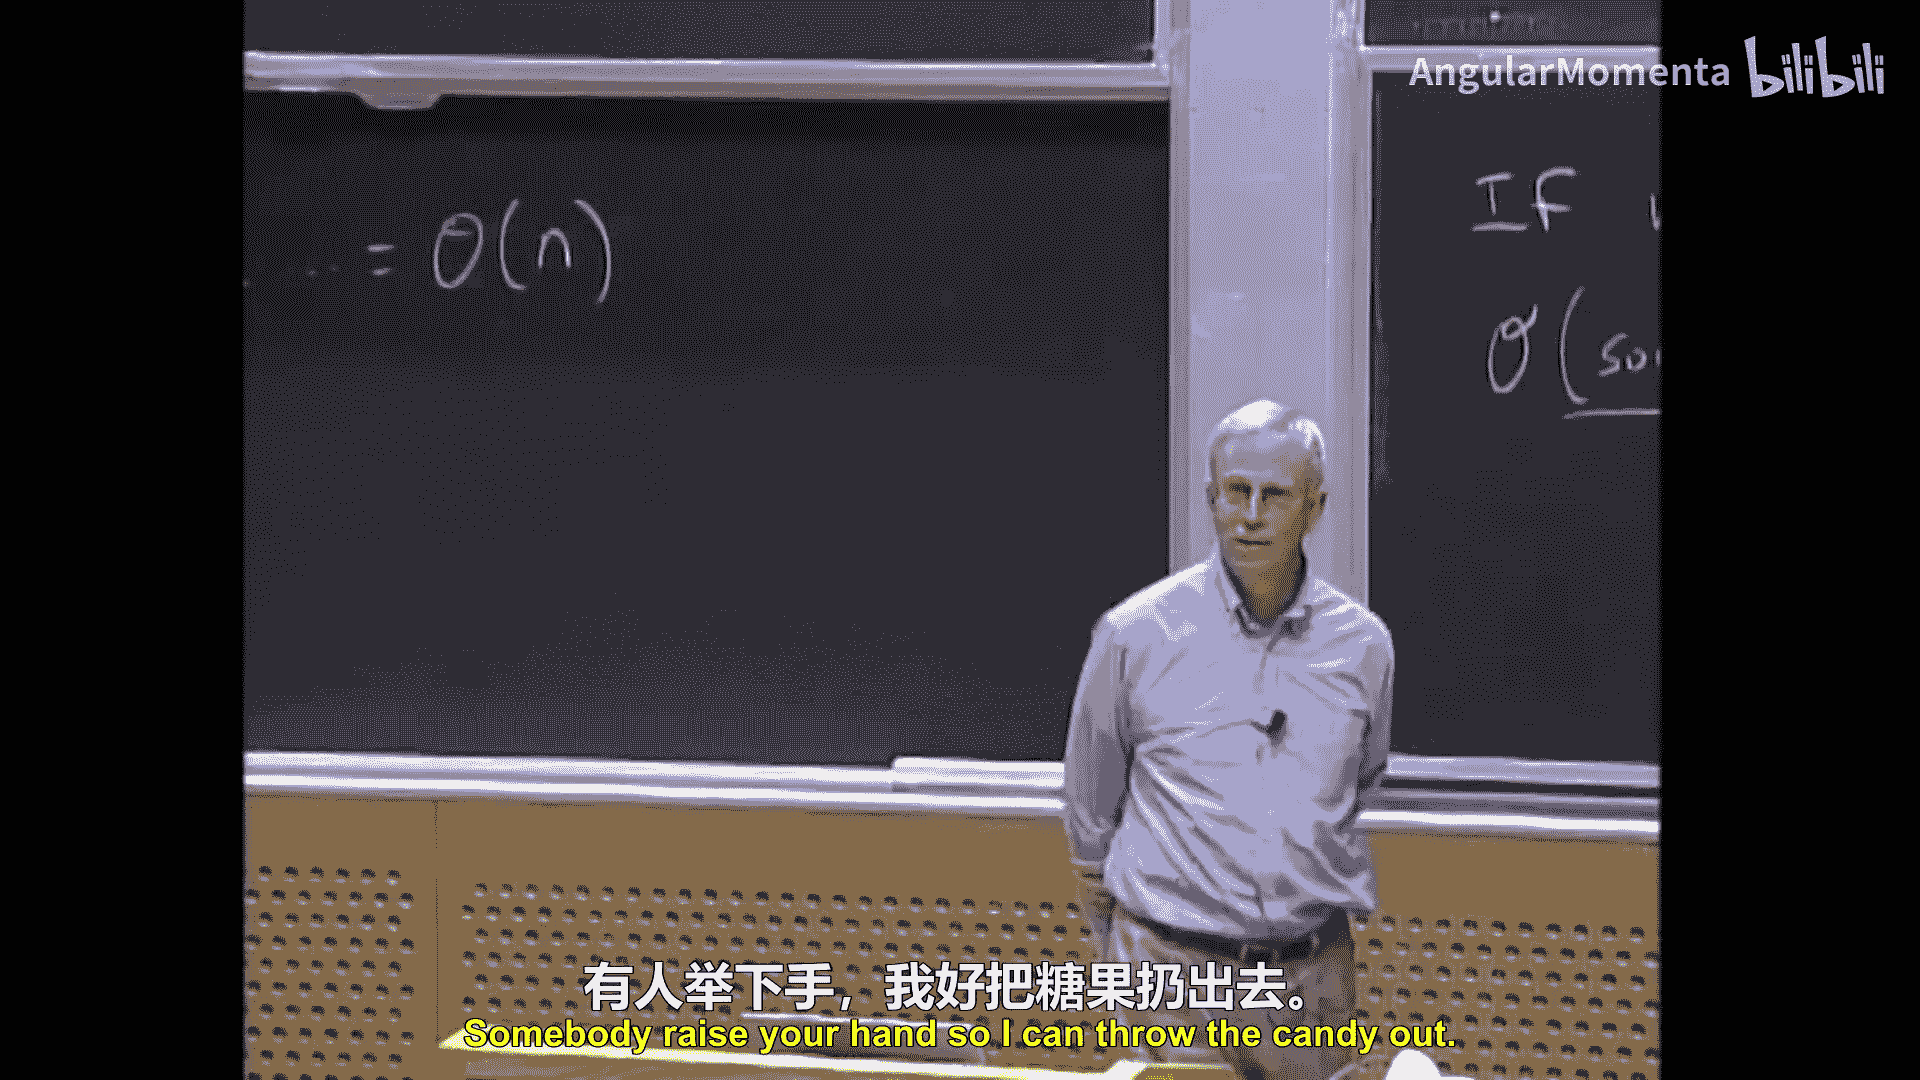 AngularMomenta bilibili
... = O(n)
IF
O(so
有人举下手，我好把糖果扔出去。
Somebody raise your hand so I can throw the candy out.